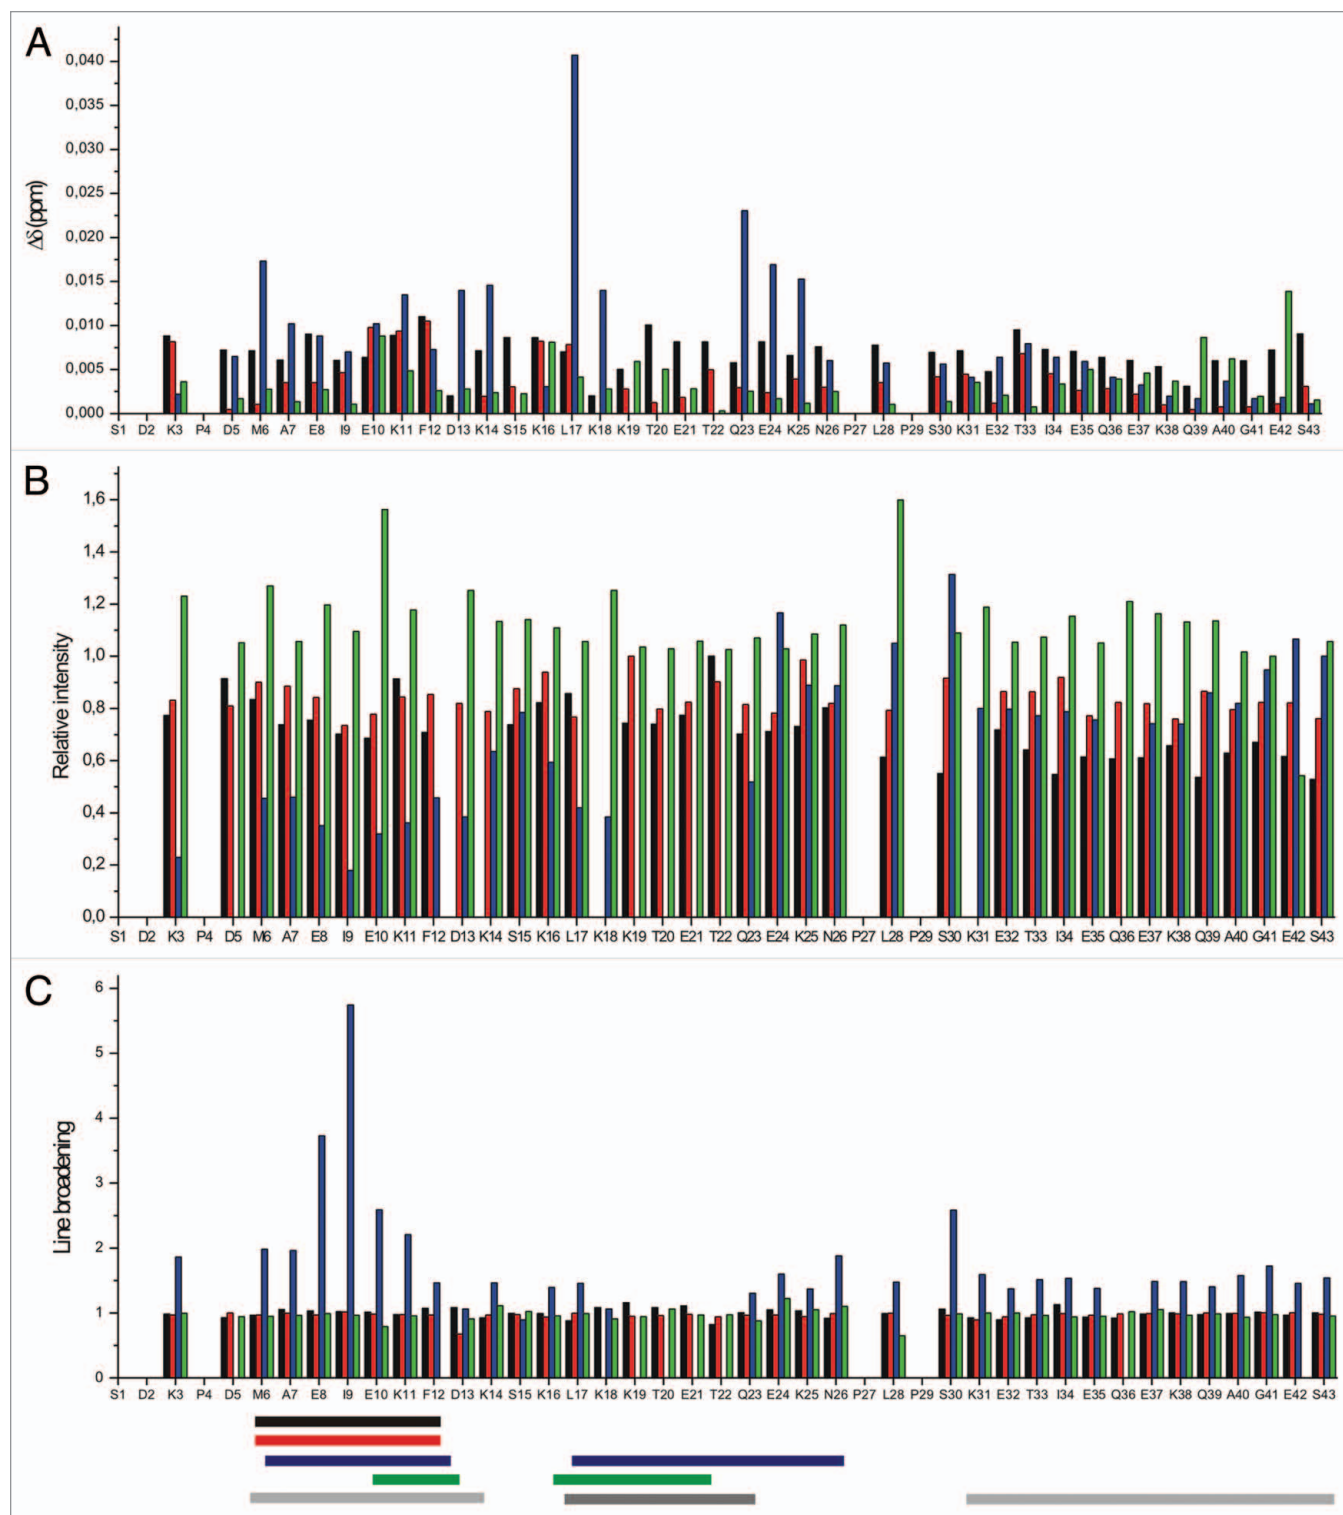 A
0,040
0,035
0,030
0,025
0,020
0,015
0,010
0,005
0,000
Δδ (ppm)
S1 D2 K3 P4 D5 M6 A7 E8 I9 E10 K11 F12 D13 K14 S15 K16 L17 K18 K19 T20 E21 T22 Q23 E24 K25 N26 P27 L28 P29 S30 K31 E32 T33 I34 E35 Q36 E37 K38 Q39 A40 G41 E42 S43
B
1,6
1,4
1,2
1,0
0,8
0,6
0,4
0,2
0,0
Relative intensity
S1 D2 K3 P4 D5 M6 A7 E8 I9 E10 K11 F12 D13 K14 S15 K16 L17 K18 K19 T20 E21 T22 Q23 E24 K25 N26 P27 L28 P29 S30 K31 E32 T33 I34 E35 Q36 E37 K38 Q39 A40 G41 E42 S43
C
6
5
4
3
2
1
0
Line broadening
S1 D2 K3 P4 D5 M6 A7 E8 I9 E10 K11 F12 D13 K14 S15 K16 L17 K18 K19 T20 E21 T22 Q23 E24 K25 N26 P27 L28 P29 S30 K31 E32 T33 I34 E35 Q36 E37 K38 Q39 A40 G41 E42 S43